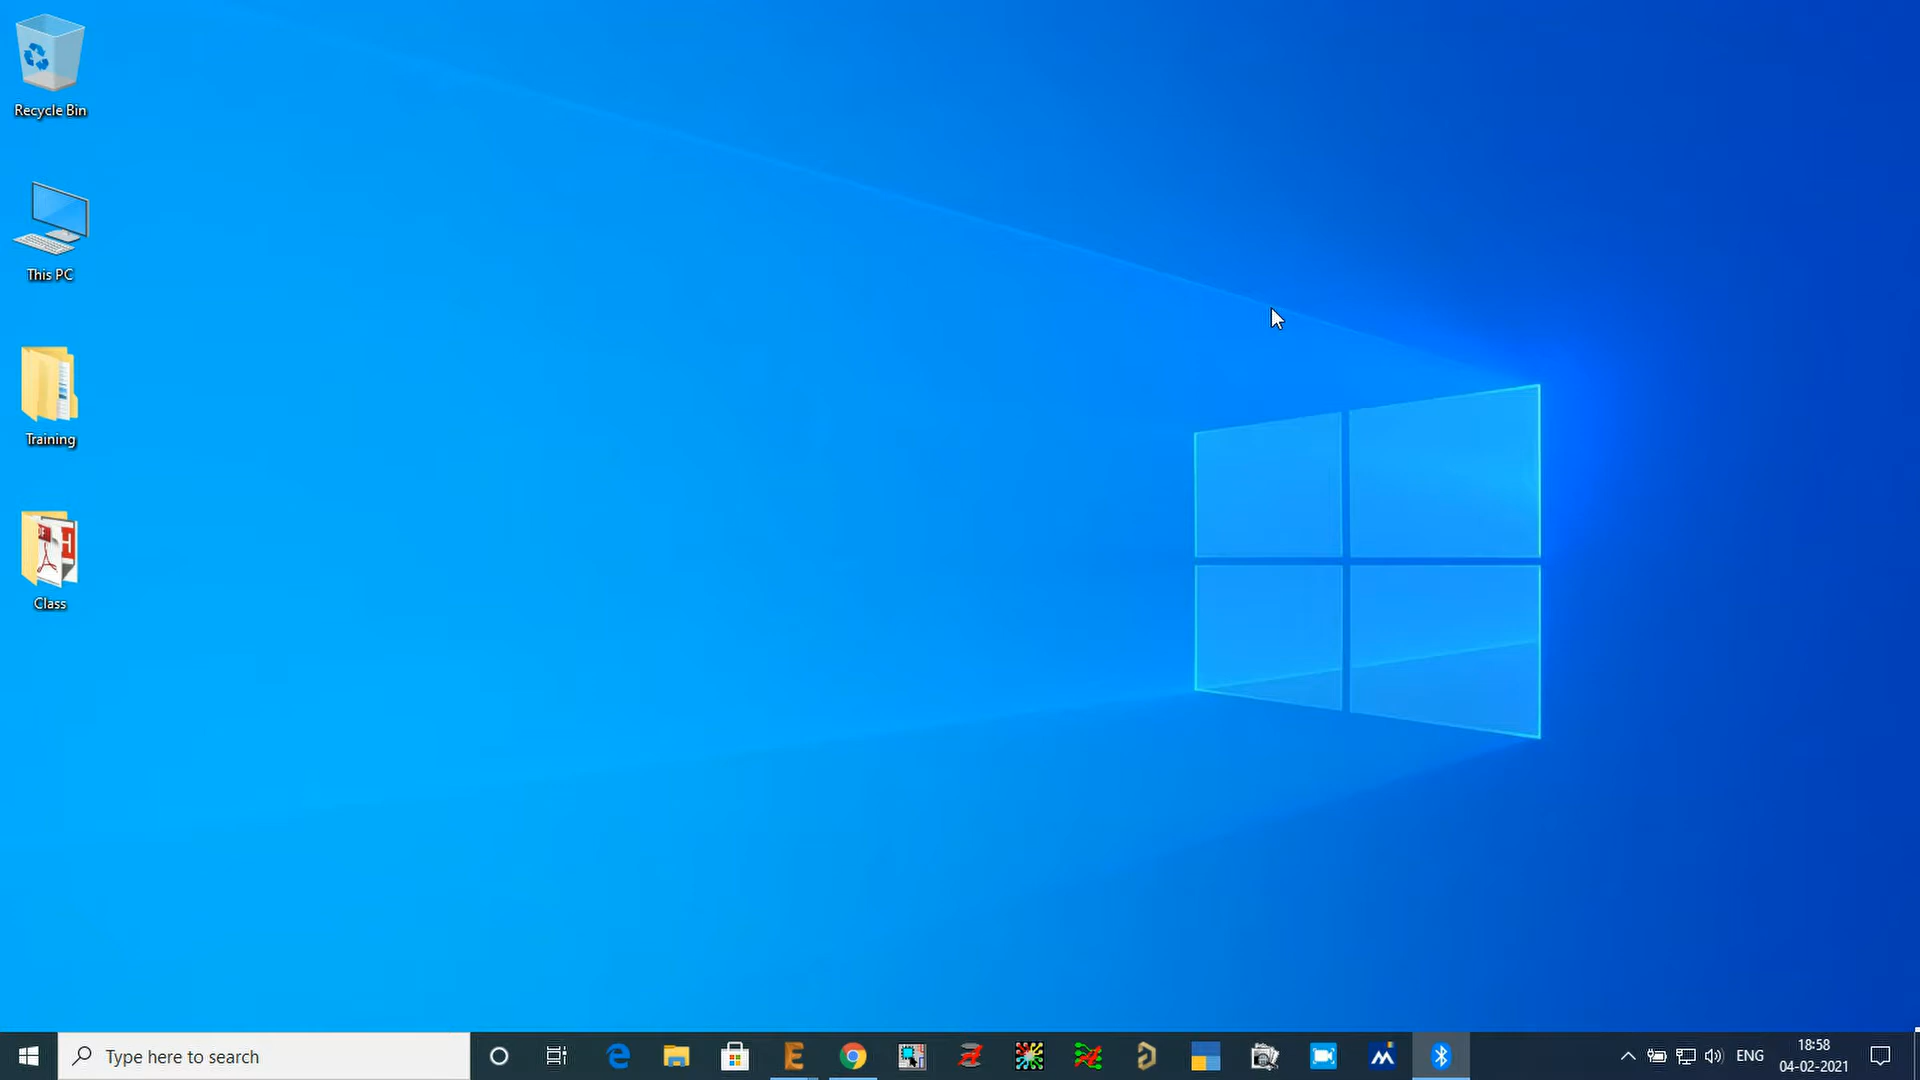 Recycle Bin
This PC
Training
Class
Type here to search
ENG
18:58
04-02-2021